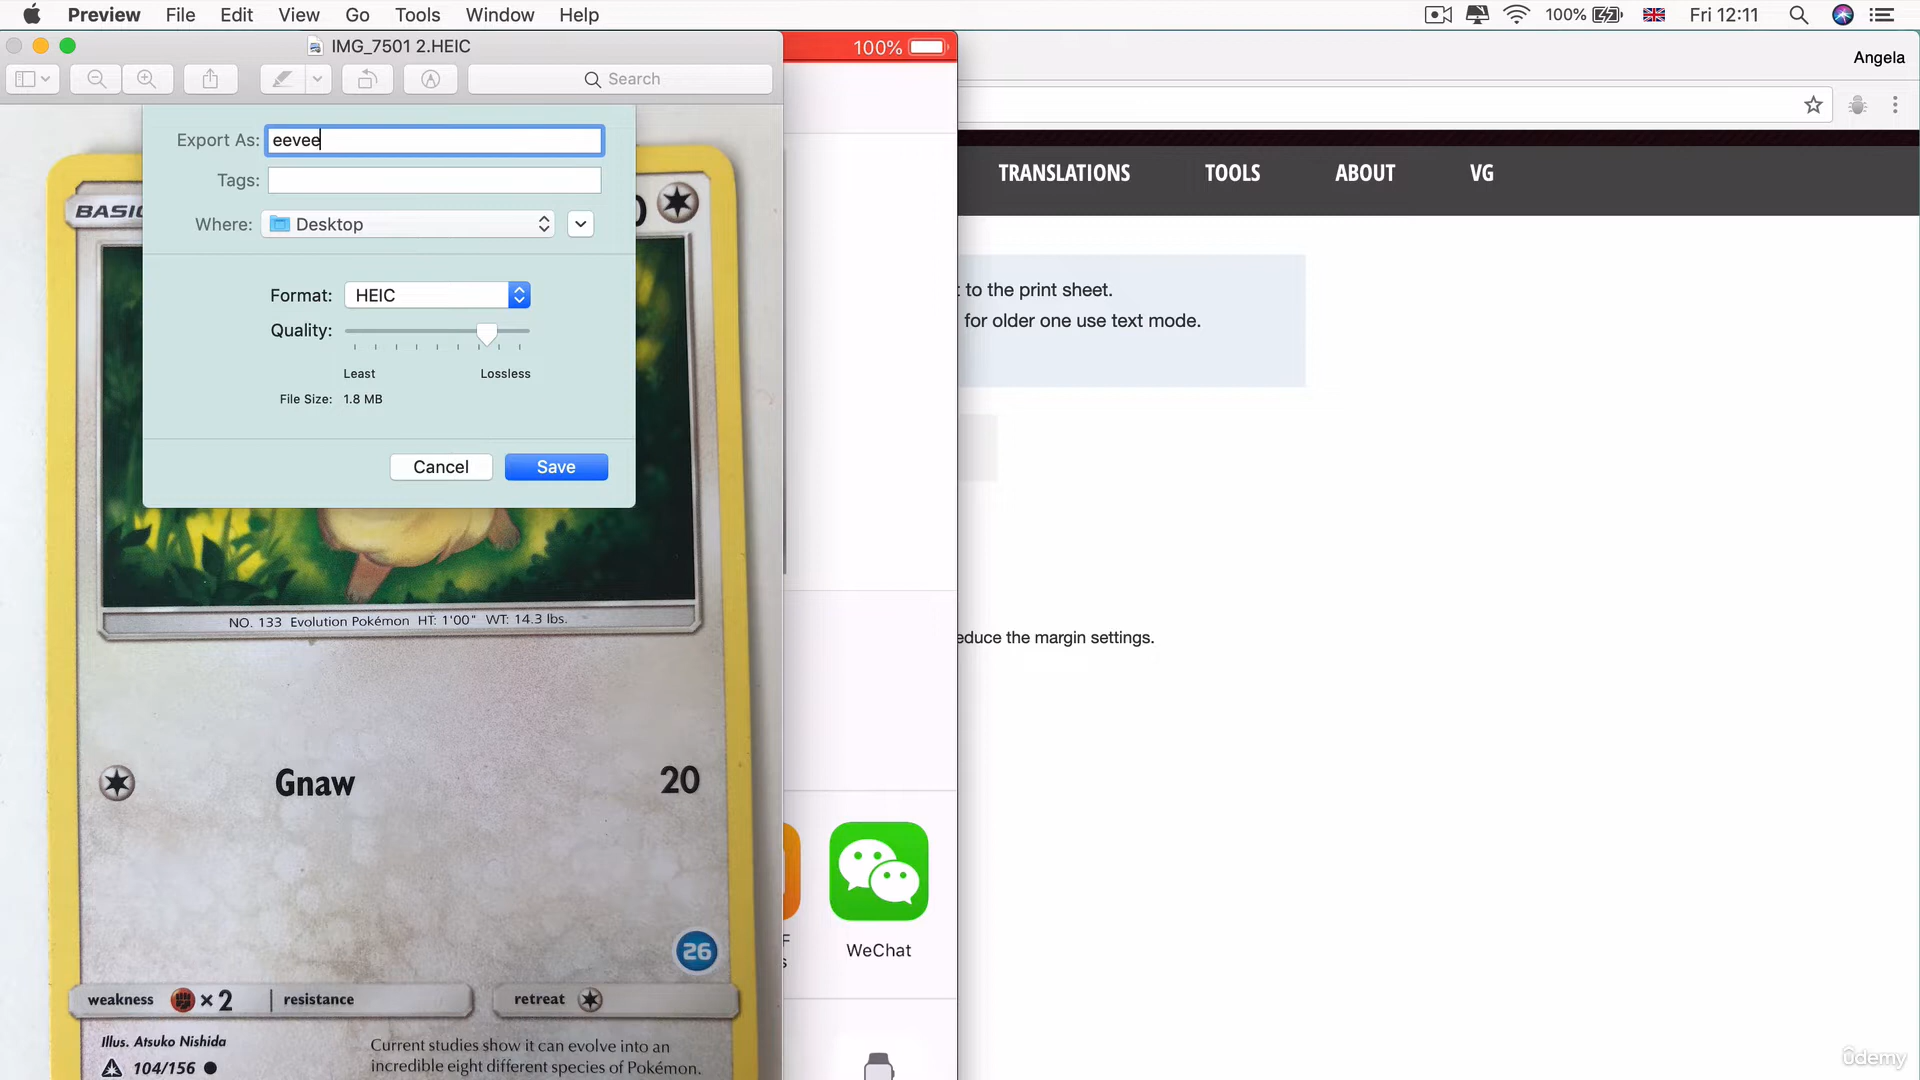 Preview File Edit View Go Tools Window Help 100% Fri 12:11
IMG_7501 2.HEIC
100%
Angela
Search
Export As: eevee
Tags:
Where: Desktop
Format: HEIC
Quality:
Least Lossless
File Size: 1.8 MB
Cancel Save
BASIC
TRANSLATIONS TOOLS ABOUT VG
t to the print sheet.
for older one use text mode.
educe the margin settings.
NO. 133 Evolution Pokémon HT: 1'00" WT: 14.3 lbs.
Gnaw 20
26
weakness ×2 resistance retreat
Illus. Atsuko Nishida
104/156
Current studies show it can evolve into an
incredible eight different species of Pokémon.
WeChat
ûdemy